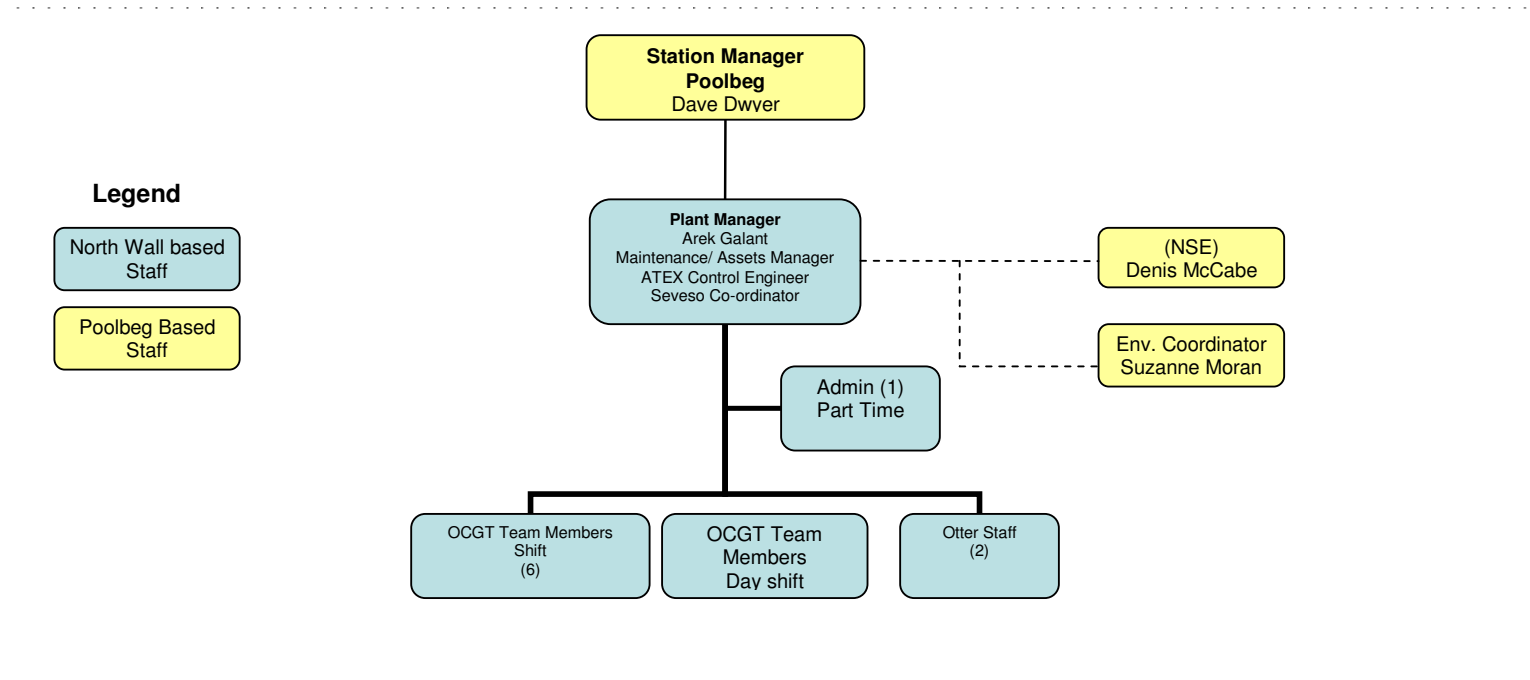 Station Manager
Poolbeg
Dave Dwyer
Legend
North Wall based
Staff
Poolbeg Based
Staff
Plant Manager
Arek Galant
Maintenance/ Assets Manager
ATEX Control Engineer
Seveso Co-ordinator
(NSE)
Denis McCabe
Env. Coordinator
Suzanne Moran
Admin (1)
Part Time
OCGT Team Members
Shift
(6)
OCGT Team
Members
Day shift
Otter Staff
(2)